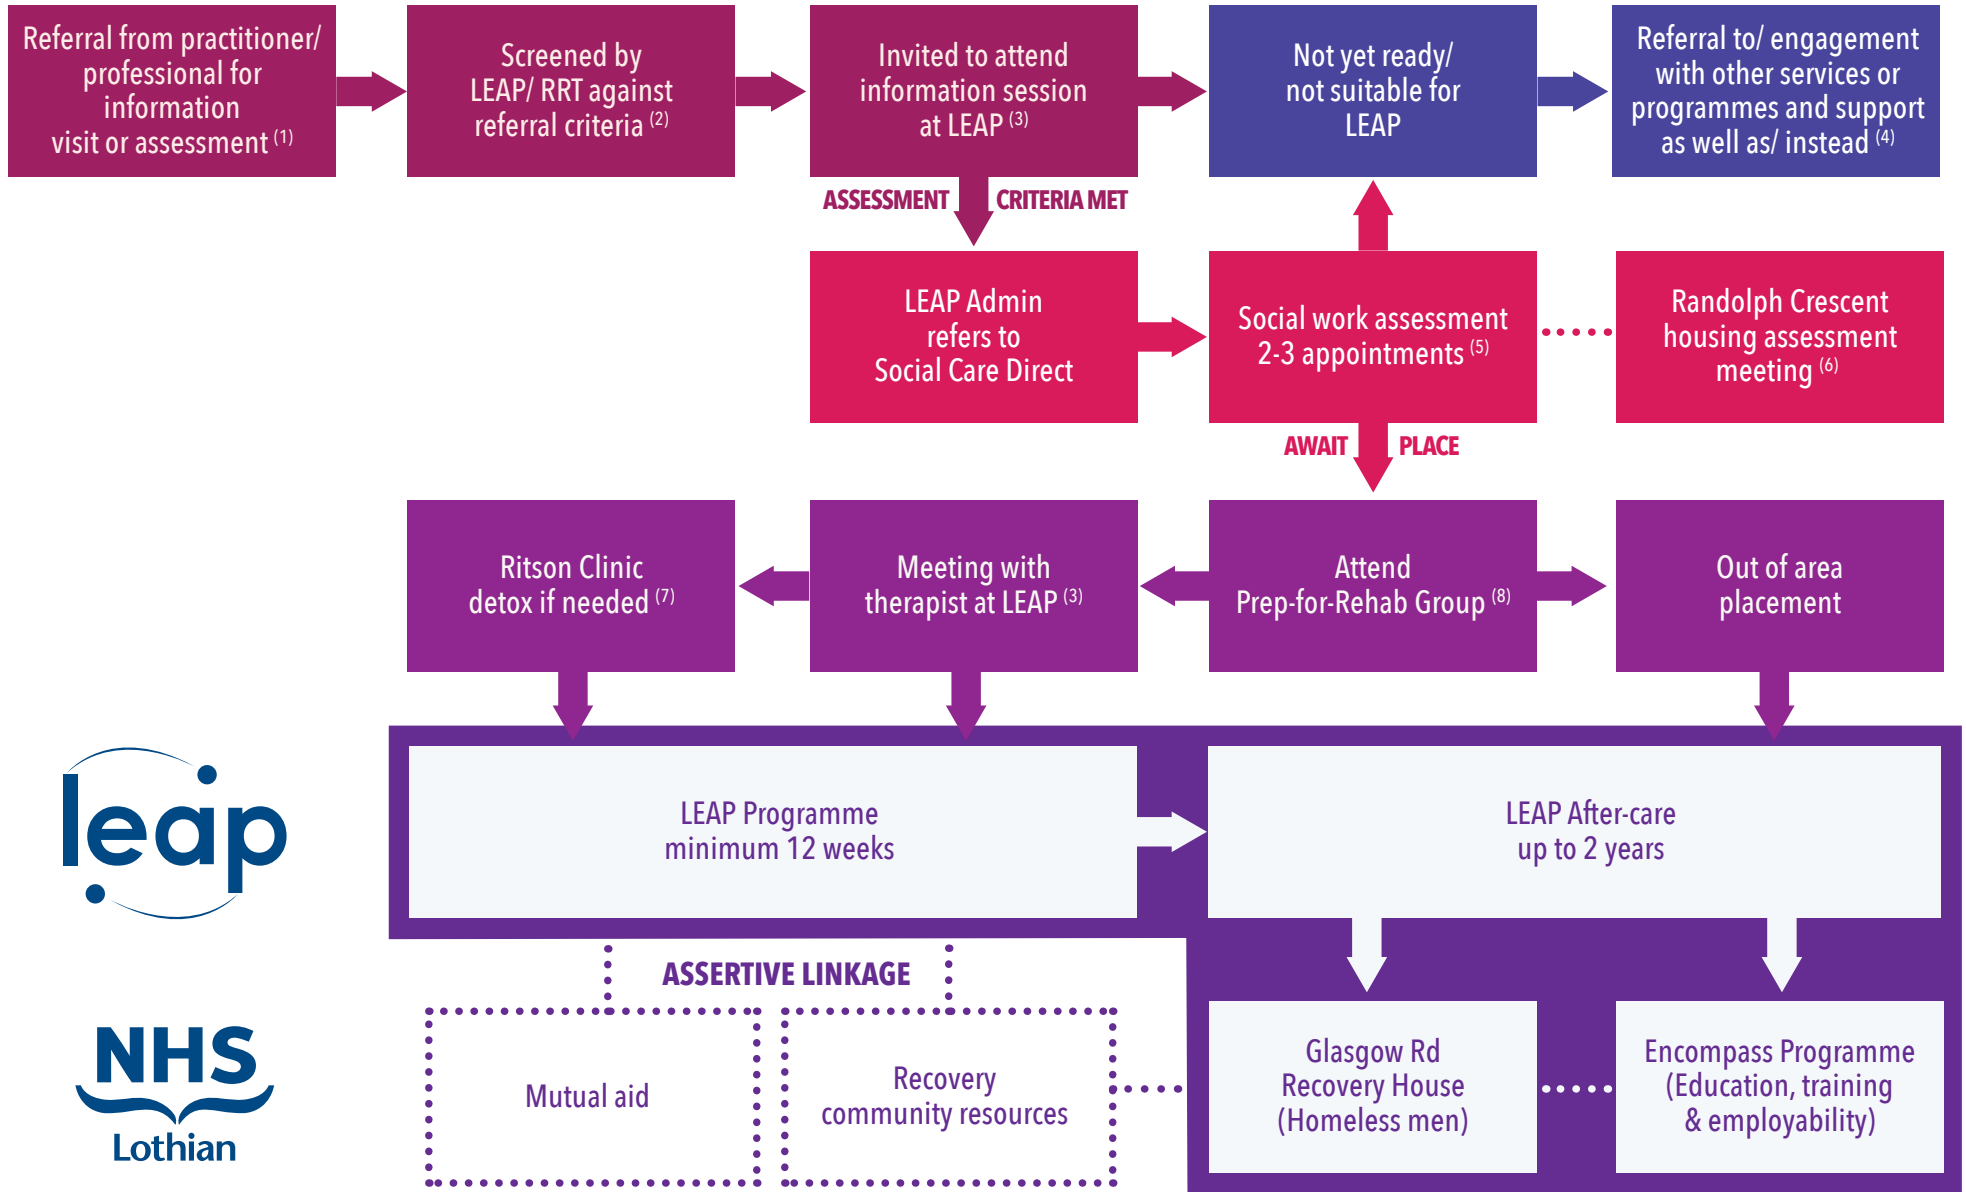 Referral from practitioner/
professional for
information
visit or assessment (1)
Screened by
LEAP/ RRT against
referral criteria (2)
Invited to attend
information session
at LEAP (3)
Not yet ready/
not suitable for
LEAP
Referral to/ engagement
with other services or
programmes and support
as well as/ instead (4)
ASSESSMENT CRITERIA MET
LEAP Admin
refers to
Social Care Direct
Social work assessment
2-3 appointments (5)
Randolph Crescent
housing assessment
meeting (6)
AWAIT PLACE
Ritson Clinic
detox if needed (7)
Meeting with
therapist at LEAP (3)
Attend
Prep-for-Rehab Group (8)
Out of area
placement
leap
LEAP Programme
minimum 12 weeks
LEAP After-care
up to 2 years
ASSERTIVE LINKAGE
NHS
Lothian
Mutual aid
Recovery
community resources
Glasgow Rd
Recovery House
(Homeless men)
Encompass Programme
(Education, training
& employability)